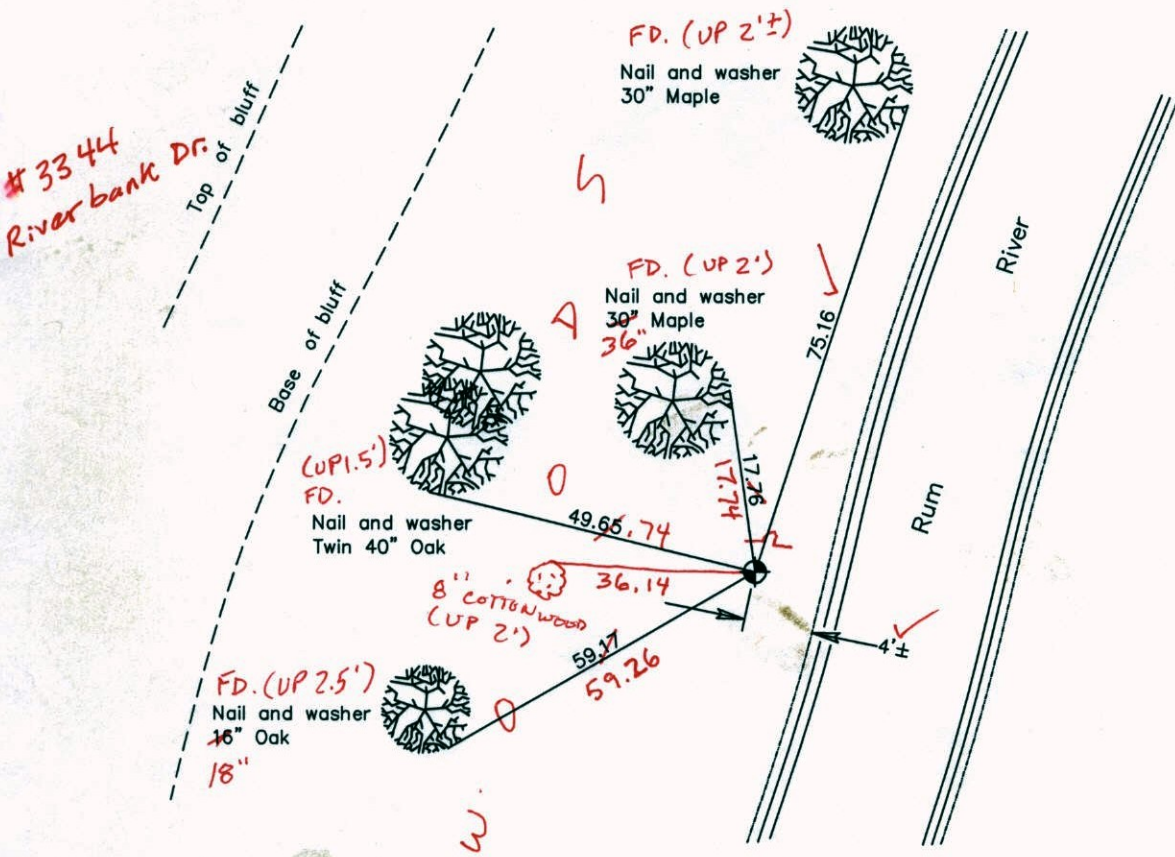 FD. (UP 2'±)
Nail and washer
30" Maple
# 3344
Riverbank Dr.
Top of bluff
Base of bluff
River
Rum
FD. (UP 2')
Nail and washer
30" Maple
36"
75.16
17.76
17.74
(UP 1.5')
FD.
Nail and washer
Twin 40" Oak
49.65 .74
36.14
8" COTTONWOOD
(UP 2')
59.17
59.26
4'±
FD. (UP 2.5')
Nail and washer
16" Oak
18"
W
O
O
D
S